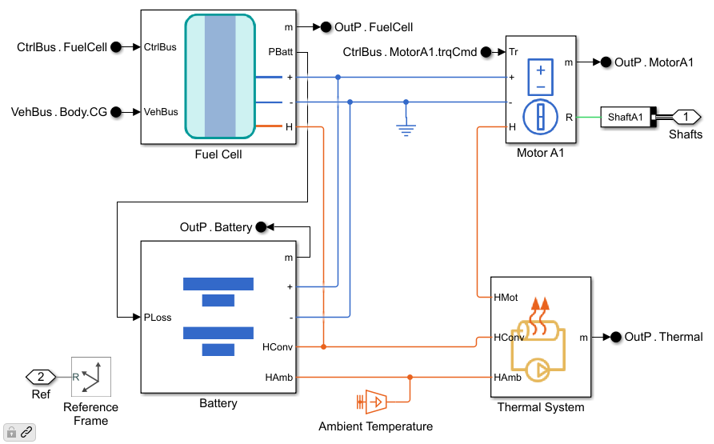 m
OutP . FuelCell
CtrlBus . FuelCell
CtrlBus
PBatt
CtrlBus . MotorA1.trqCmd
Tr
+
+
m
OutP . MotorA1
VehBus . Body.CG
VehBus
-
-
R
ShaftA1
1
H
H
Shafts
Fuel Cell
Motor A1
OutP . Battery
m
+
HMot
PLoss
-
HConv
HConv
m
OutP . Thermal
2
R
HAmb
HAmb
Ref
Reference
Frame
Battery
Ambient Temperature
Thermal System